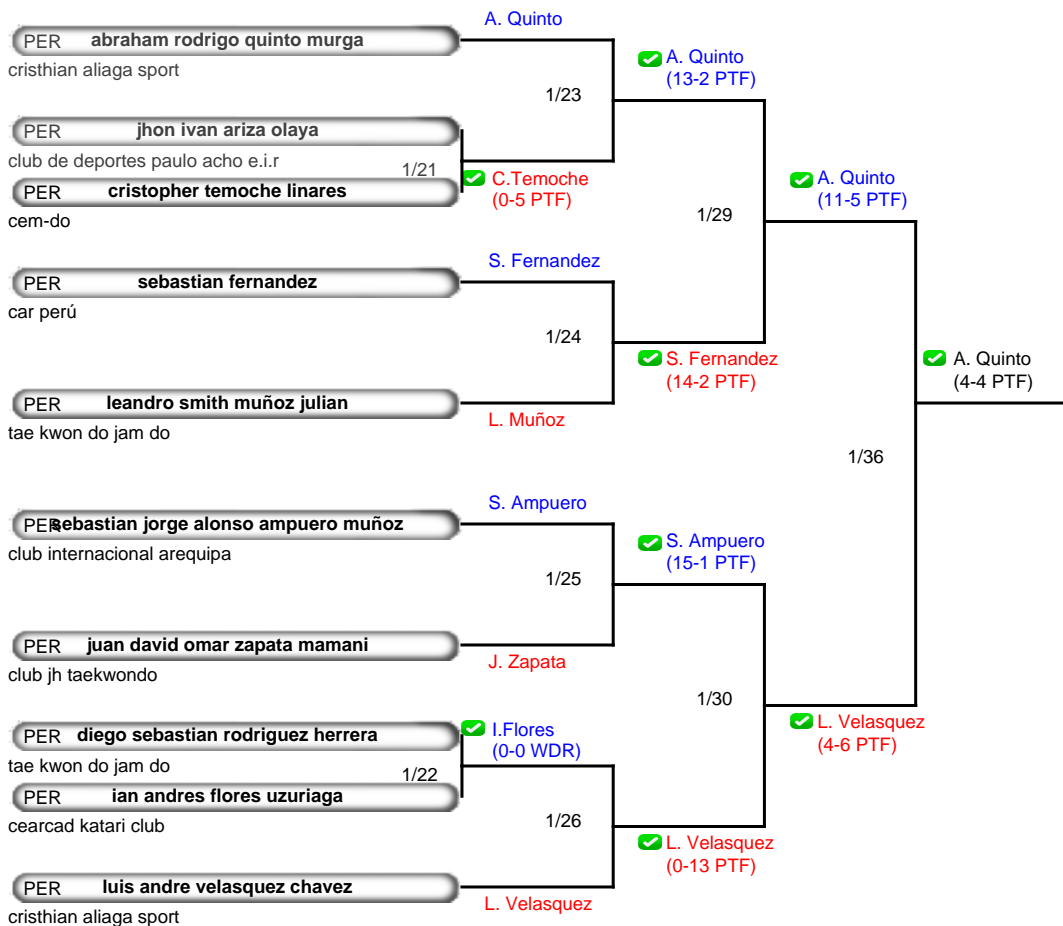 A. Quinto
PER abraham rodrigo quinto murga
cristhian aliaga sport
A. Quinto
(13-2 PTF)
1/23
PER jhon ivan ariza olaya
club de deportes paulo acho e.i.r
1/21
PER cristopher temoche linares
cem-do
C.Temoche
(0-5 PTF)
A. Quinto
(11-5 PTF)
1/29
S. Fernandez
PER sebastian fernandez
car perú
1/24
S. Fernandez
(14-2 PTF)
PER leandro smith muñoz julian
tae kwon do jam do
L. Muñoz
A. Quinto
(4-4 PTF)
1/36
S. Ampuero
PER sebastian jorge alonso ampuero muñoz
club internacional arequipa
S. Ampuero
(15-1 PTF)
1/25
PER juan david omar zapata mamani
club jh taekwondo
J. Zapata
1/30
L. Velasquez
(4-6 PTF)
PER diego sebastian rodriguez herrera
tae kwon do jam do
I.Flores
(0-0 WDR)
1/22
PER ian andres flores uzuriaga
cearcad katari club
1/26
L. Velasquez
(0-13 PTF)
PER luis andre velasquez chavez
cristhian aliaga sport
L. Velasquez